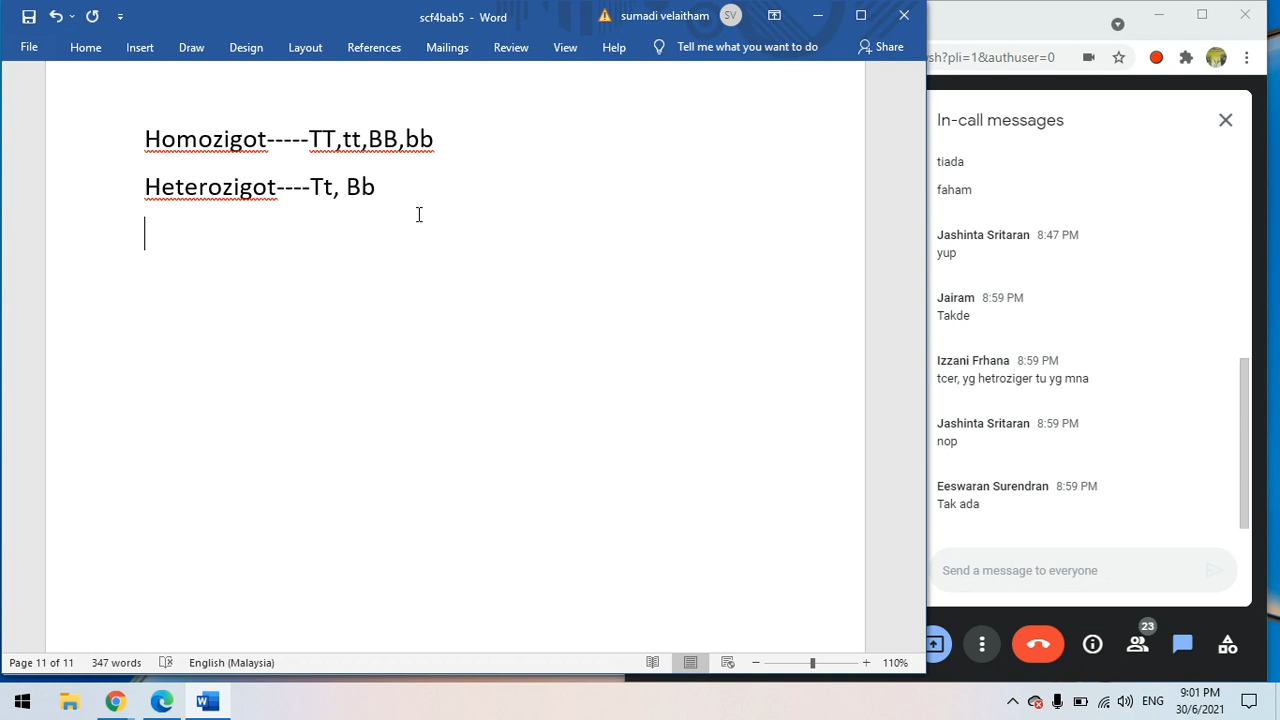 scf4bab5 - Word
sumadi velaitham
SV
File Home Insert Draw Design Layout References Mailings Review View Help Tell me what you want to do Share
Homozigot-----TT,tt,BB,bb
Heterozigot----Tt, Bb
Page 11 of 11 347 words English (Malaysia) 110%
sh?pli=1&authuser=0
In-call messages
tiada
faham
Jashinta Sritaran 8:47 PM
yup
Jairam 8:59 PM
Takde
Izzani Frhana 8:59 PM
tcer, yg hetroziger tu yg mna
Jashinta Sritaran 8:59 PM
nop
Eeswaran Surendran 8:59 PM
Tak ada
Send a message to everyone
23
ENG
9:01 PM
30/6/2021